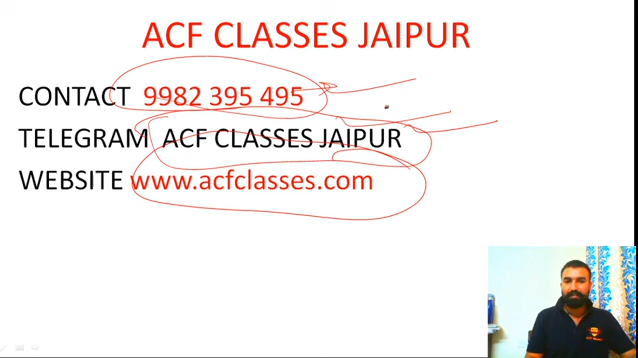 ACF CLASSES JAIPUR
CONTACT 9982 395 495
TELEGRAM ACF CLASSES JAIPUR
WEBSITE www.acfclasses.com